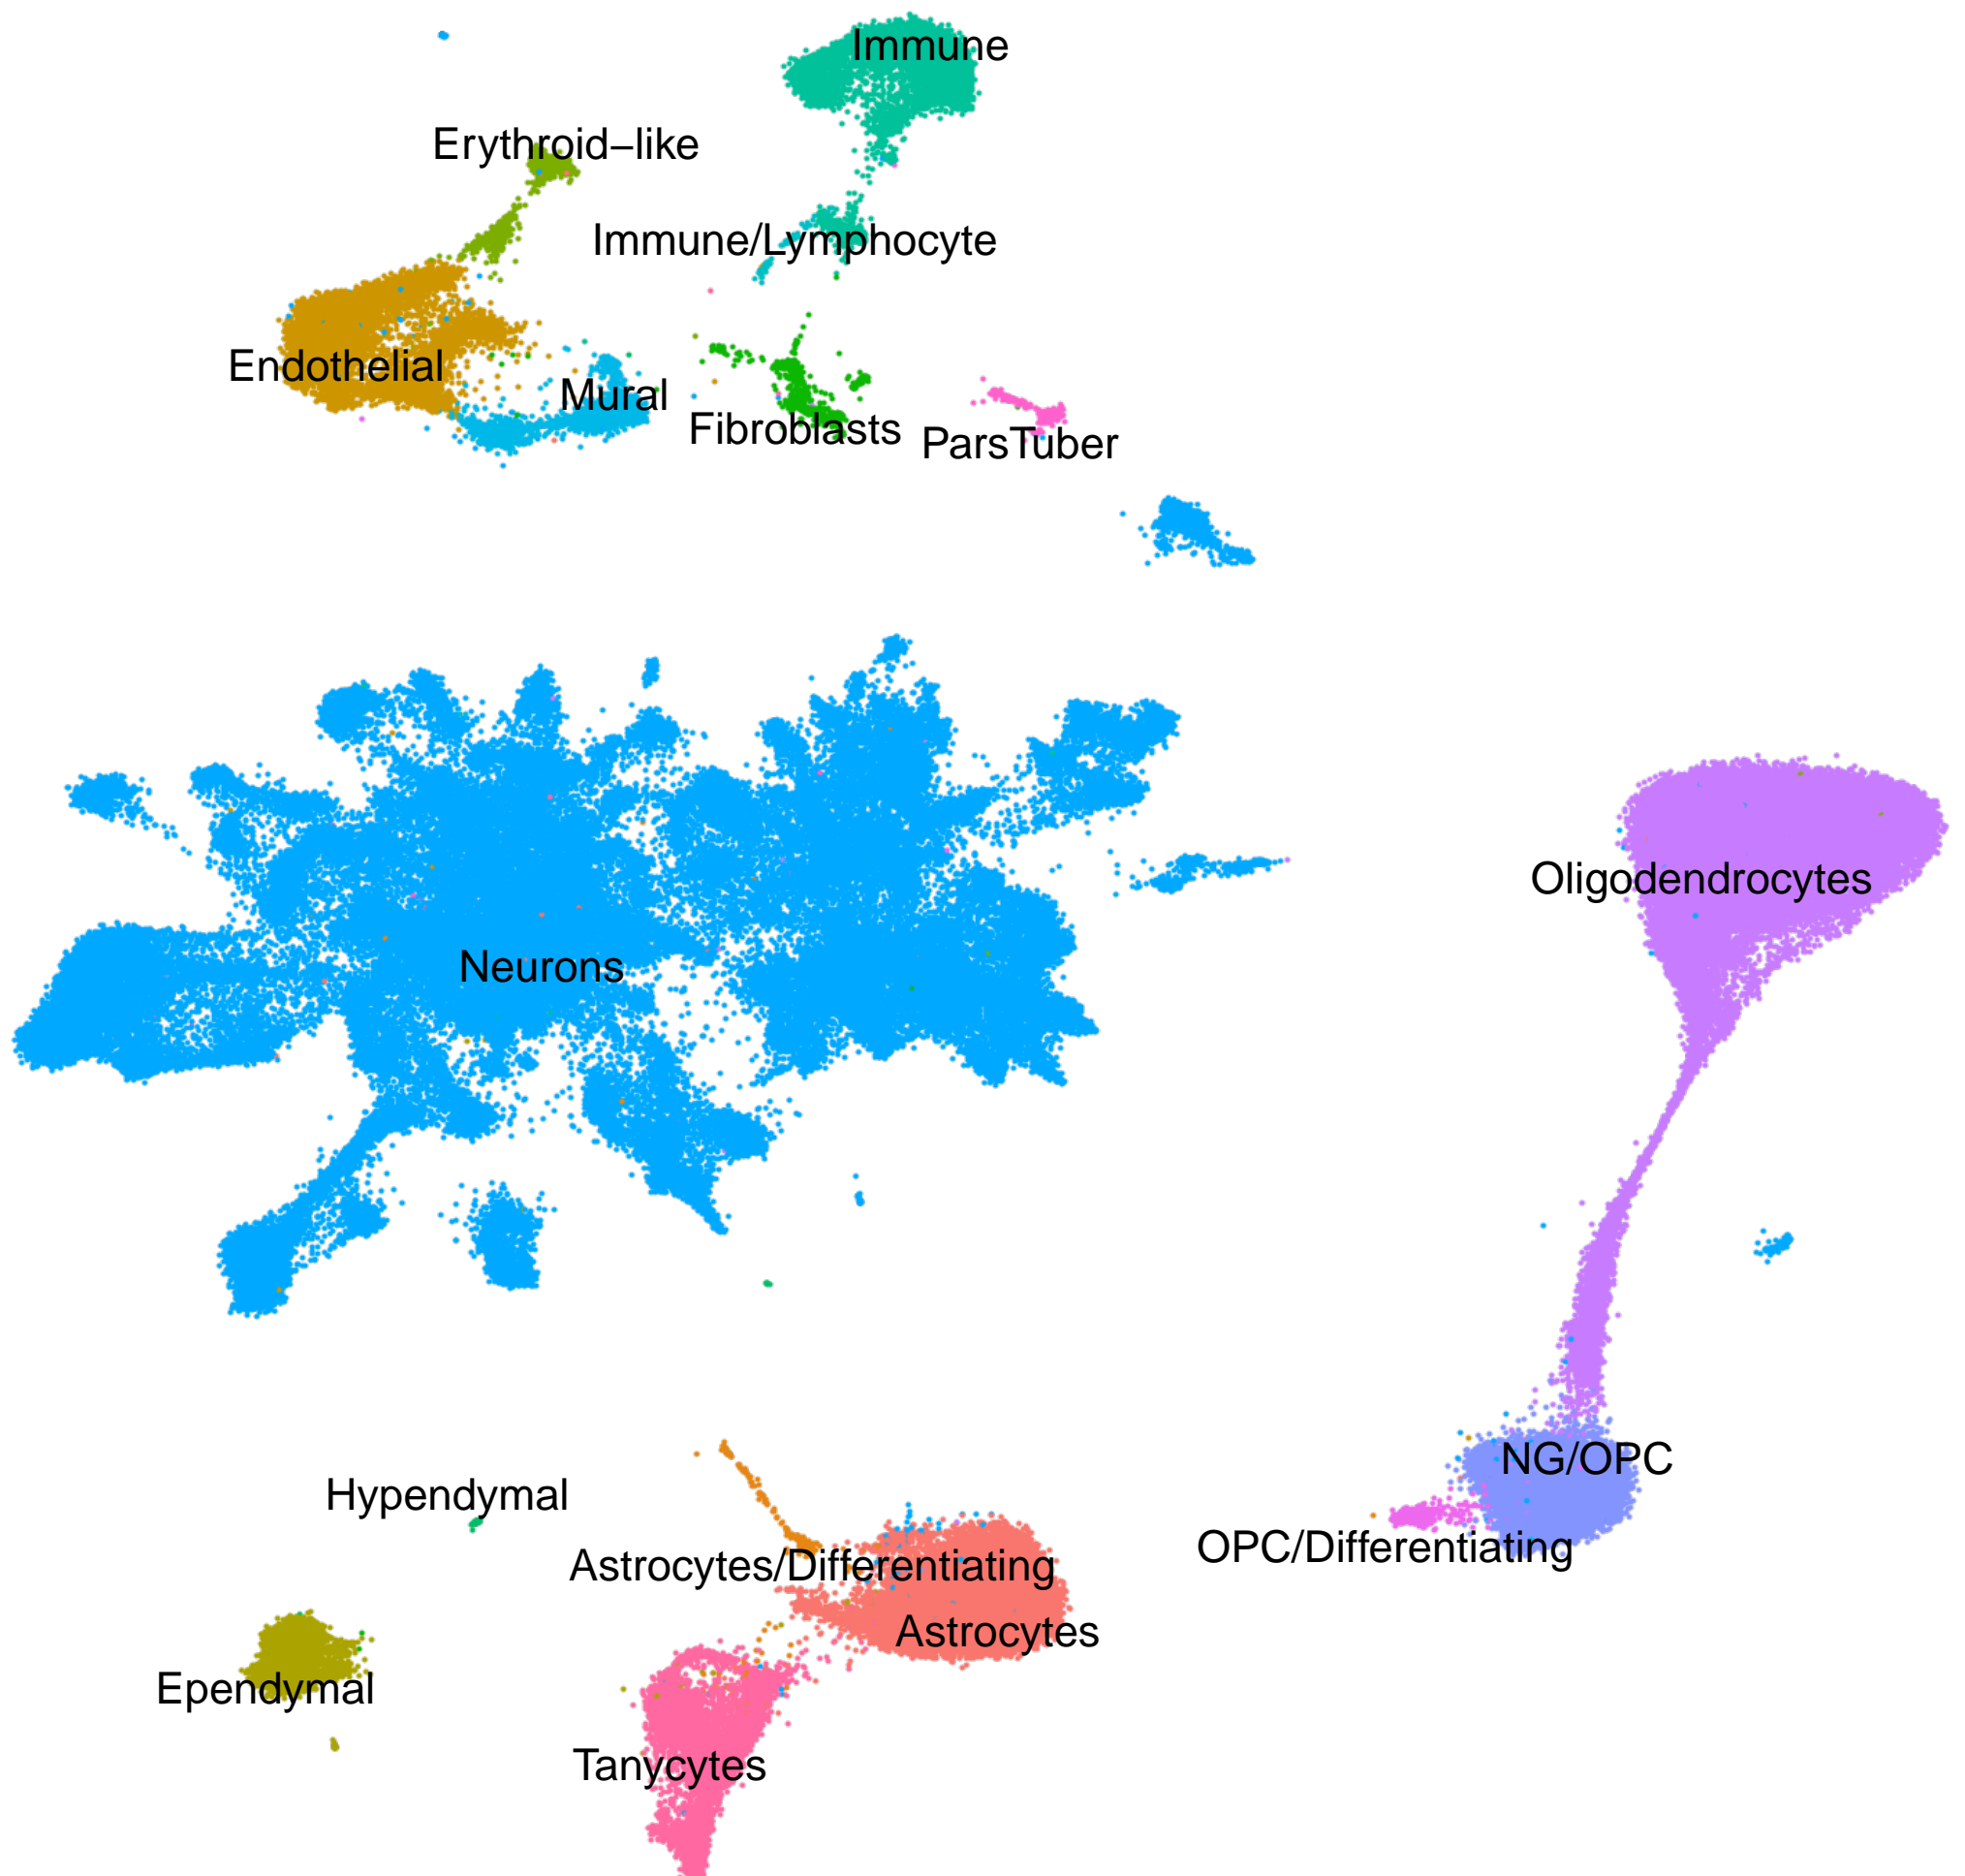 Immune
Erythroid−like
Immune/Lymphocyte
Endothelial
Mural
Fibroblasts
ParsTuber
Oligodendrocytes
Neurons
NG/OPC
Hypendymal
OPC/Differentiating
Astrocytes/Differentiating
Astrocytes
Ependymal
Tanycytes